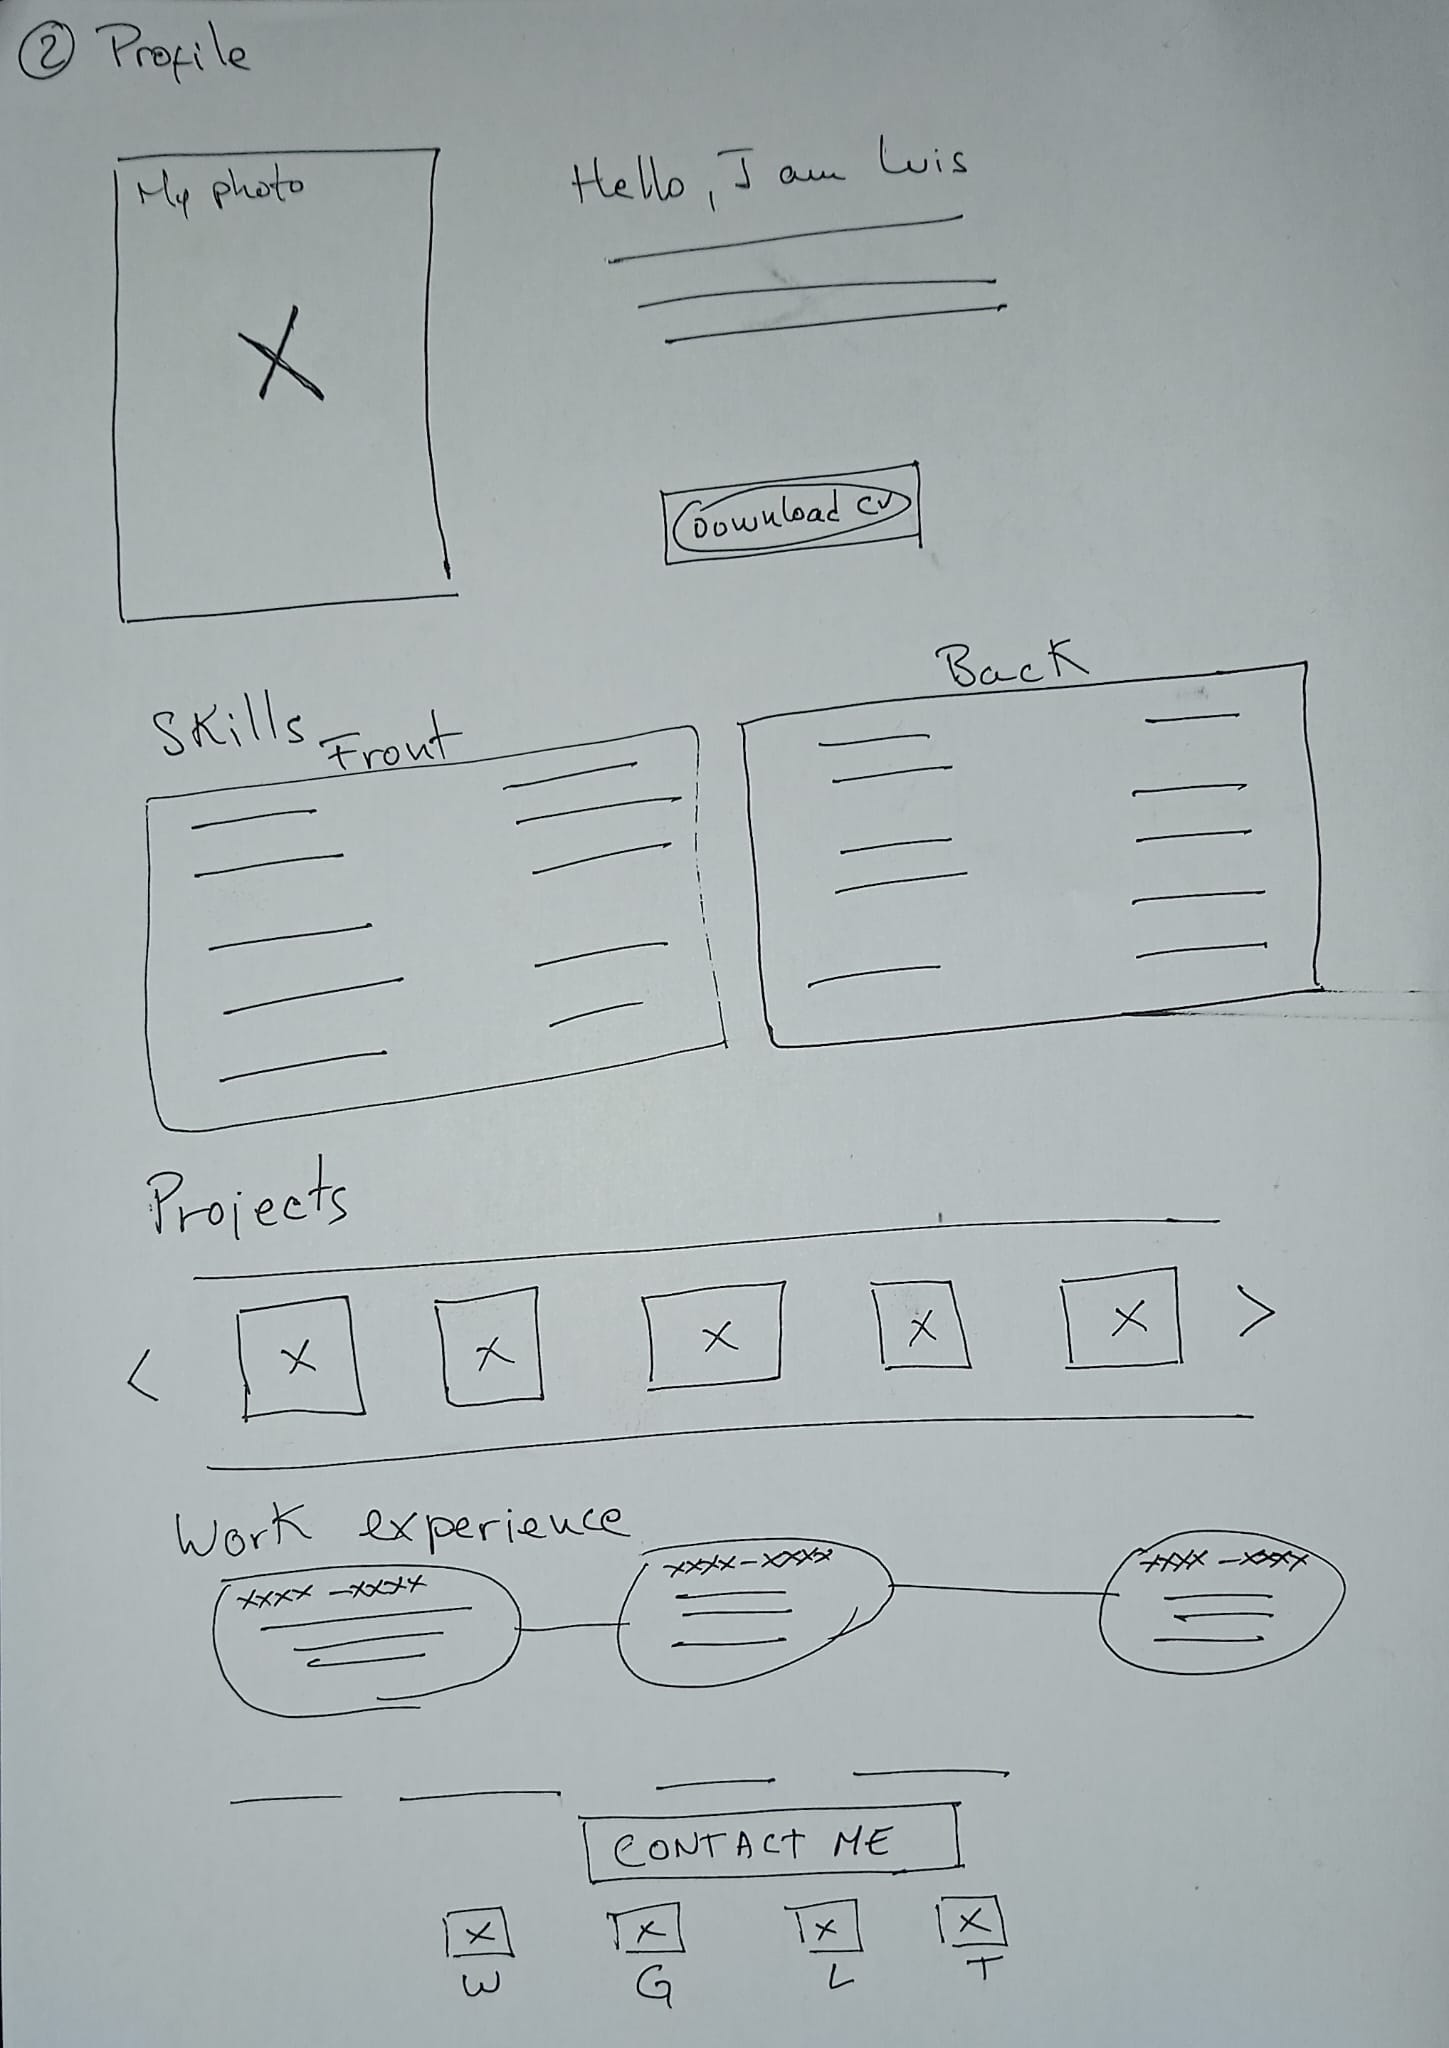 ② Profile
My photo
Hello, I am Luis
X
Download CV
Skills
Front
Back
Projects
< X X X X X >
Work experience
xxxx - xxxx
xxxx - xxxx
xxxx - xxxx
CONTACT ME
X X X X
W G L T